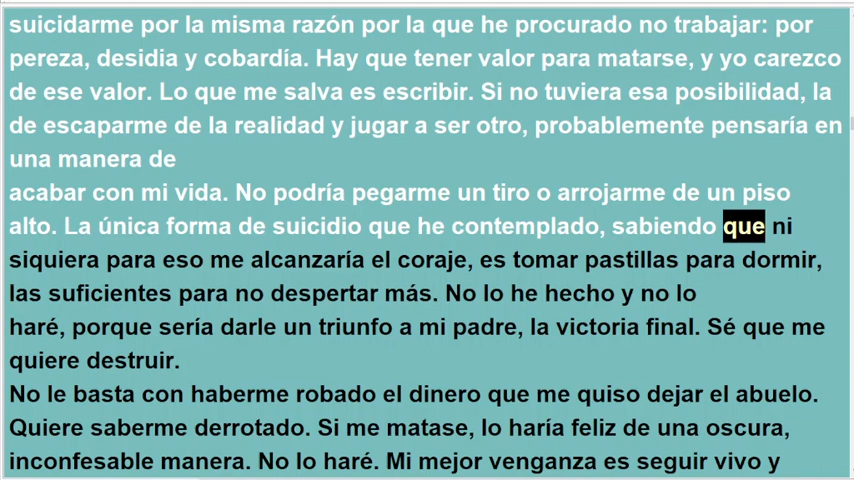 suicidarme por la misma razón por la que he procurado no trabajar: por
pereza, desidia y cobardía. Hay que tener valor para matarse, y yo carezco
de ese valor. Lo que me salva es escribir. Si no tuviera esa posibilidad, la
de escaparme de la realidad y jugar a ser otro, probablemente pensaría en
una manera de
acabar con mi vida. No podría pegarme un tiro o arrojarme de un piso
alto. La única forma de suicidio que he contemplado, sabiendo que ni
siquiera para eso me alcanzaría el coraje, es tomar pastillas para dormir,
las suficientes para no despertar más. No lo he hecho y no lo
haré, porque sería darle un triunfo a mi padre, la victoria final. Sé que me
quiere destruir.
No le basta con haberme robado el dinero que me quiso dejar el abuelo.
Quiere saberme derrotado. Si me matase, lo haría feliz de una oscura,
inconfesable manera. No lo haré. Mi mejor venganza es seguir vivo y